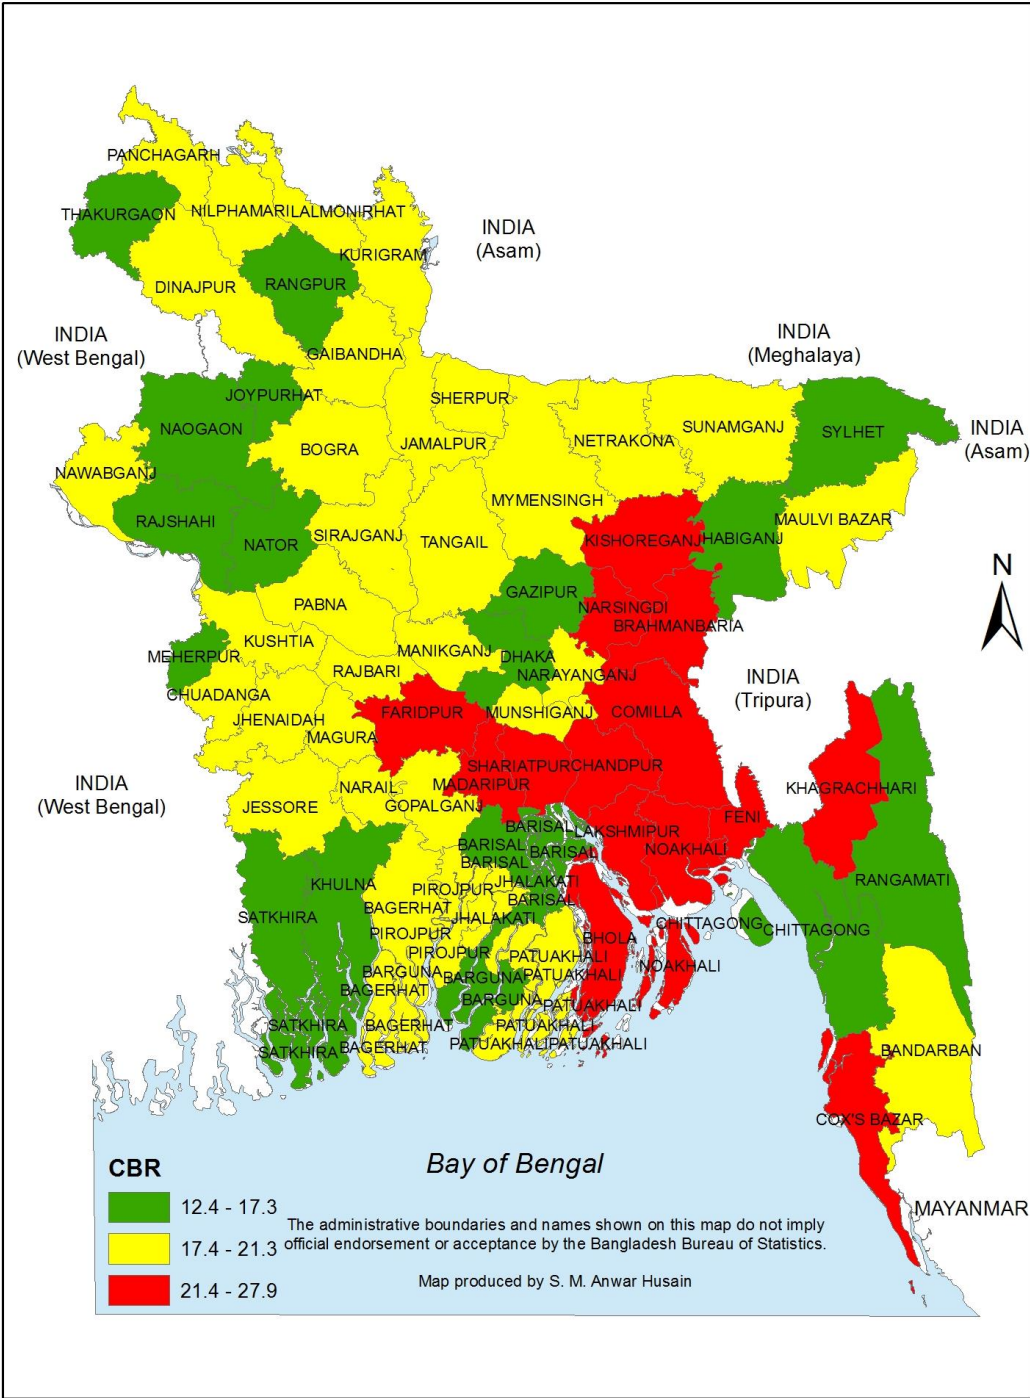 PANCHAGARH
THAKURGAON
NILPHAMARI
LALMONIRHAT
INDIA
(Asam)
KURIGRAM
DINAJPUR
RANGPUR
INDIA
(West Bengal)
GAIBANDHA
INDIA
(Meghalaya)
JOYPURHAT
SHERPUR
NAOGAON
BOGRA
JAMALPUR
NETRAKONA
SUNAMGANJ
SYLHET
INDIA
(Asam)
NAWABGANJ
MYMENSINGH
RAJSHAHI
NATOR
SIRAJGANJ
TANGAIL
KISHOREGANJ
HABIGANJ
MAULVI BAZAR
N
GAZIPUR
PABNA
NARSINGDI
BRAHMANBARIA
KUSHTIA
MEHERPUR
MANIKGANJ
DHAKA
RAJBARI
NARAYANGANJ
INDIA
(Tripura)
CHUADANGA
JHENAIDAH
MAGURA
FARIDPUR
MUNSHIGANJ
COMILLA
INDIA
(West Bengal)
SHARIATPUR
CHANDPUR
KHAGRACHHARI
NARAIL
MADARIPUR
JESSORE
GOPALGANJ
FENI
BARISAL
LAKSHMIPUR
BARISAL
BARISAL
NOAKHALI
BARISAL
KHULNA
PIROJPUR
JHALAKATI
RANGAMATI
BARISAL
SATKHIRA
BAGERHAT
JHALAKATI
CHITTAGONG
CHITTAGONG
PIROJPUR
BHOLA
PIROJPUR
PATUAKHALI
NOAKHALI
BARGUNA
BARGUNA
PATUAKHALI
BAGERHAT
BARGUNA
PATUAKHALI
SATKHIRA
BAGERHAT
PATUAKHALI
SATKHIRA
BAGERHAT
PATUAKHALI
PATUAKHALI
BANDARBAN
COX'S BAZAR
CBR
Bay of Bengal
12.4 - 17.3
17.4 - 21.3
21.4 - 27.9
MAYANMAR
The administrative boundaries and names shown on this map do not imply
official endorsement or acceptance by the Bangladesh Bureau of Statistics.
Map produced by S. M. Anwar Husain